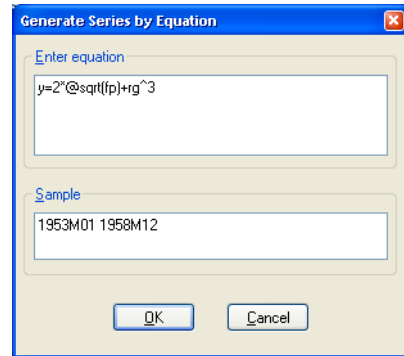 Generate Series by Equation
Enter equation
y=2*@sqrt(fp)+rg^3
Sample
1953M01 1958M12
OK
Cancel